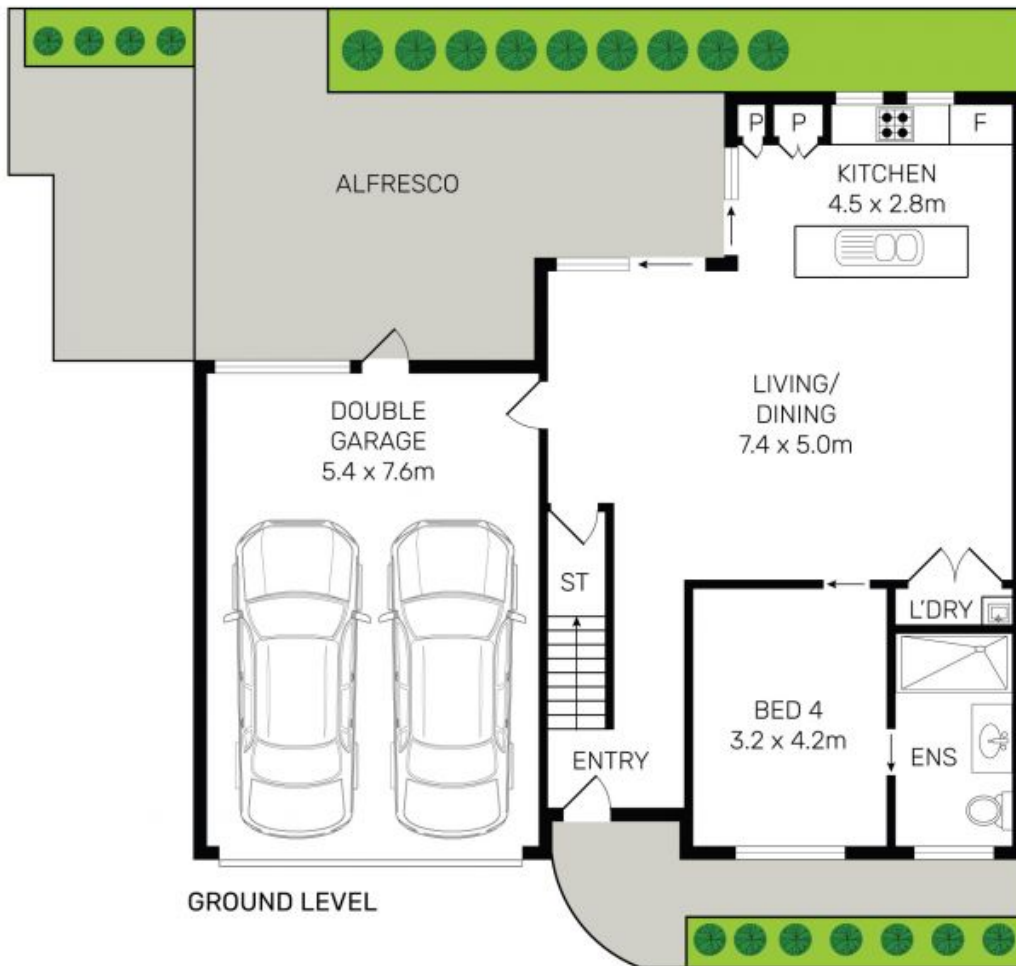 P
P
F
KITCHEN
4.5 x 2.8m
ALFRESCO
LIVING/
DINING
7.4 x 5.0m
DOUBLE
GARAGE
5.4 x 7.6m
ST
L'DRY
BED 4
3.2 x 4.2m
ENS
ENTRY
GROUND LEVEL